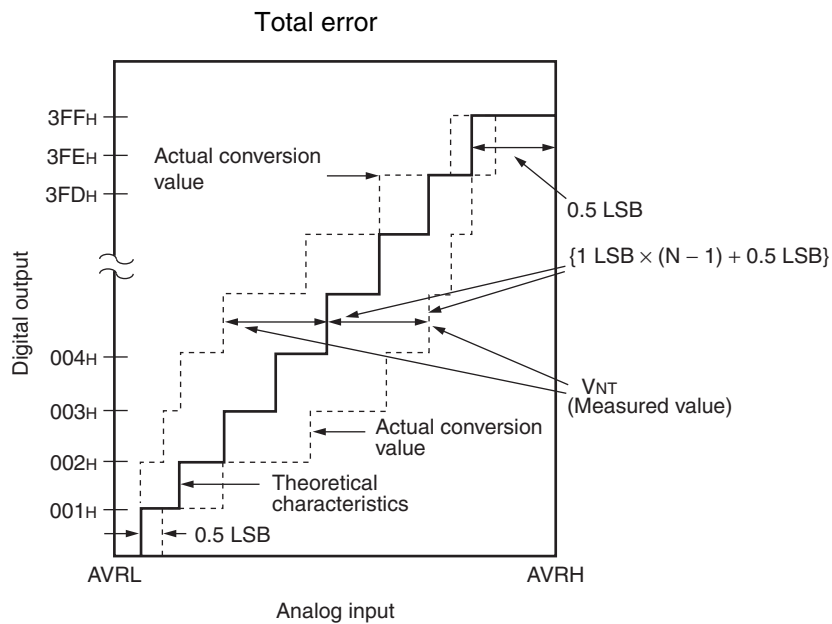 Total error
3FFH
3FEH
3FDH
Actual conversion
value
0.5 LSB
{1 LSB × (N − 1) + 0.5 LSB}
Digital output
004H
003H
002H
001H
VNT
(Measured value)
Actual conversion
value
Theoretical
characteristics
0.5 LSB
AVRL
AVRH
Analog input